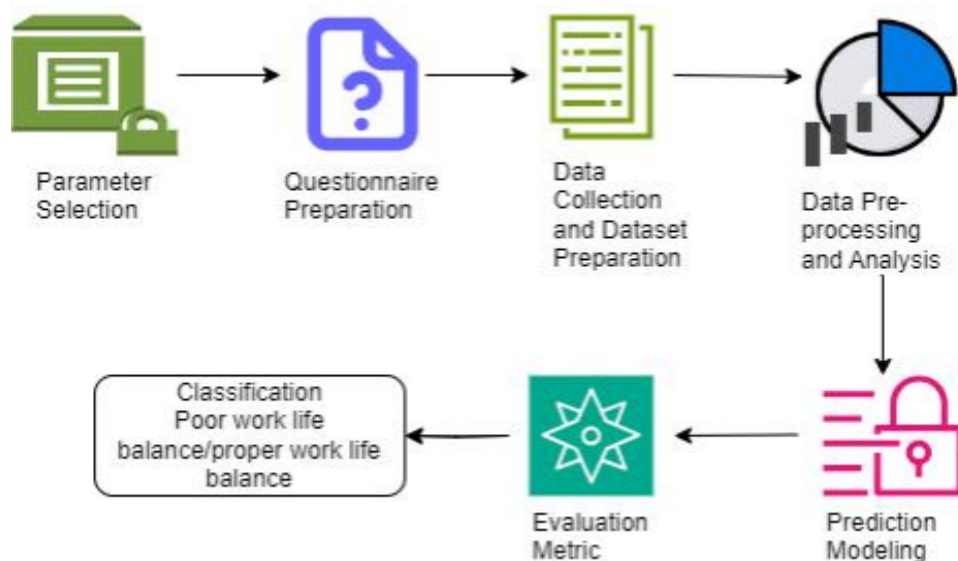 Parameter
Selection
Questionnaire
Preparation
Data
Collection
and Dataset
Preparation
Data Pre-
processing
and Analysis
Classification
Poor work life
balance/proper work life
balance
Evaluation
Metric
Prediction
Modeling